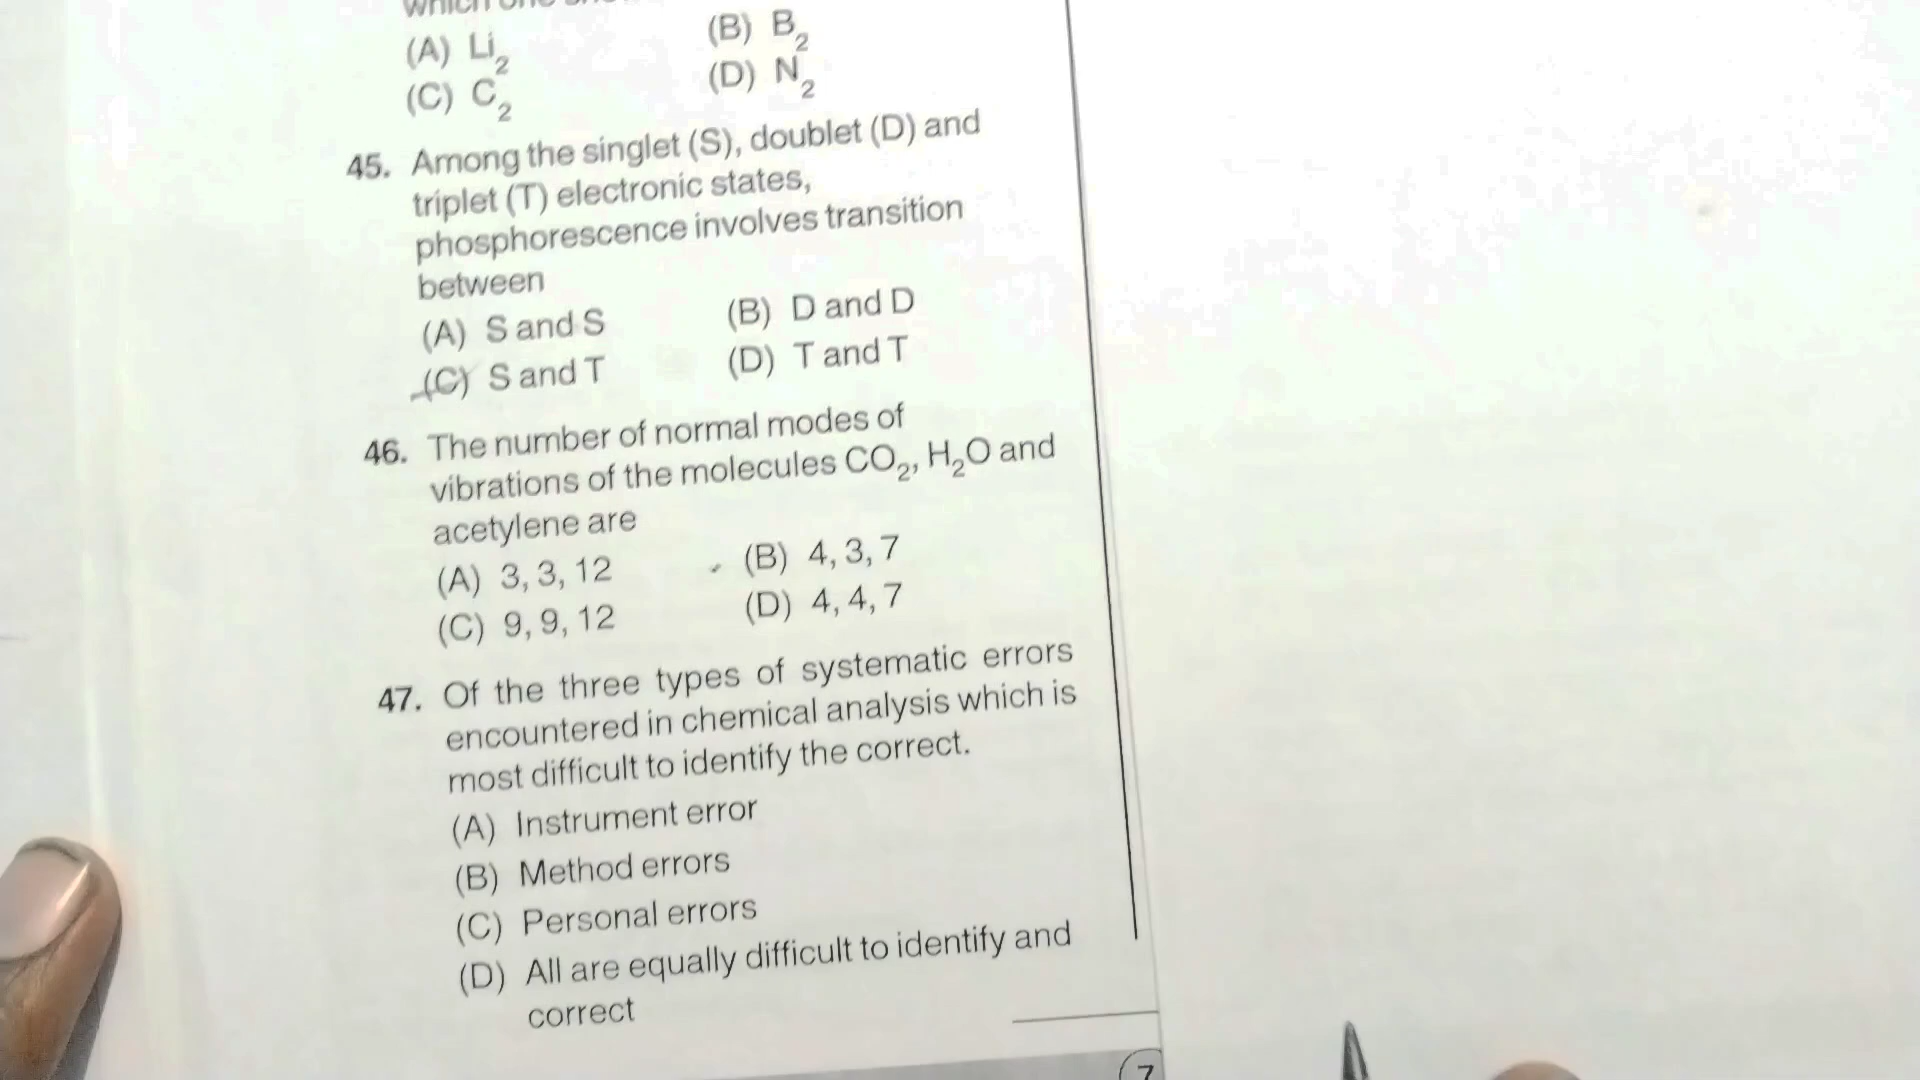 which one
(A) Li2 (B) B2
(C) C2 (D) N2
45. Among the singlet (S), doublet (D) and
triplet (T) electronic states,
phosphorescence involves transition
between
(A) S and S (B) D and D
(C) S and T (D) T and T
46. The number of normal modes of
vibrations of the molecules CO2, H2O and
acetylene are
(A) 3, 3, 12 (B) 4, 3, 7
(C) 9, 9, 12 (D) 4, 4, 7
47. Of the three types of systematic errors
encountered in chemical analysis which is
most difficult to identify the correct.
(A) Instrument error
(B) Method errors
(C) Personal errors
(D) All are equally difficult to identify and
correct
7